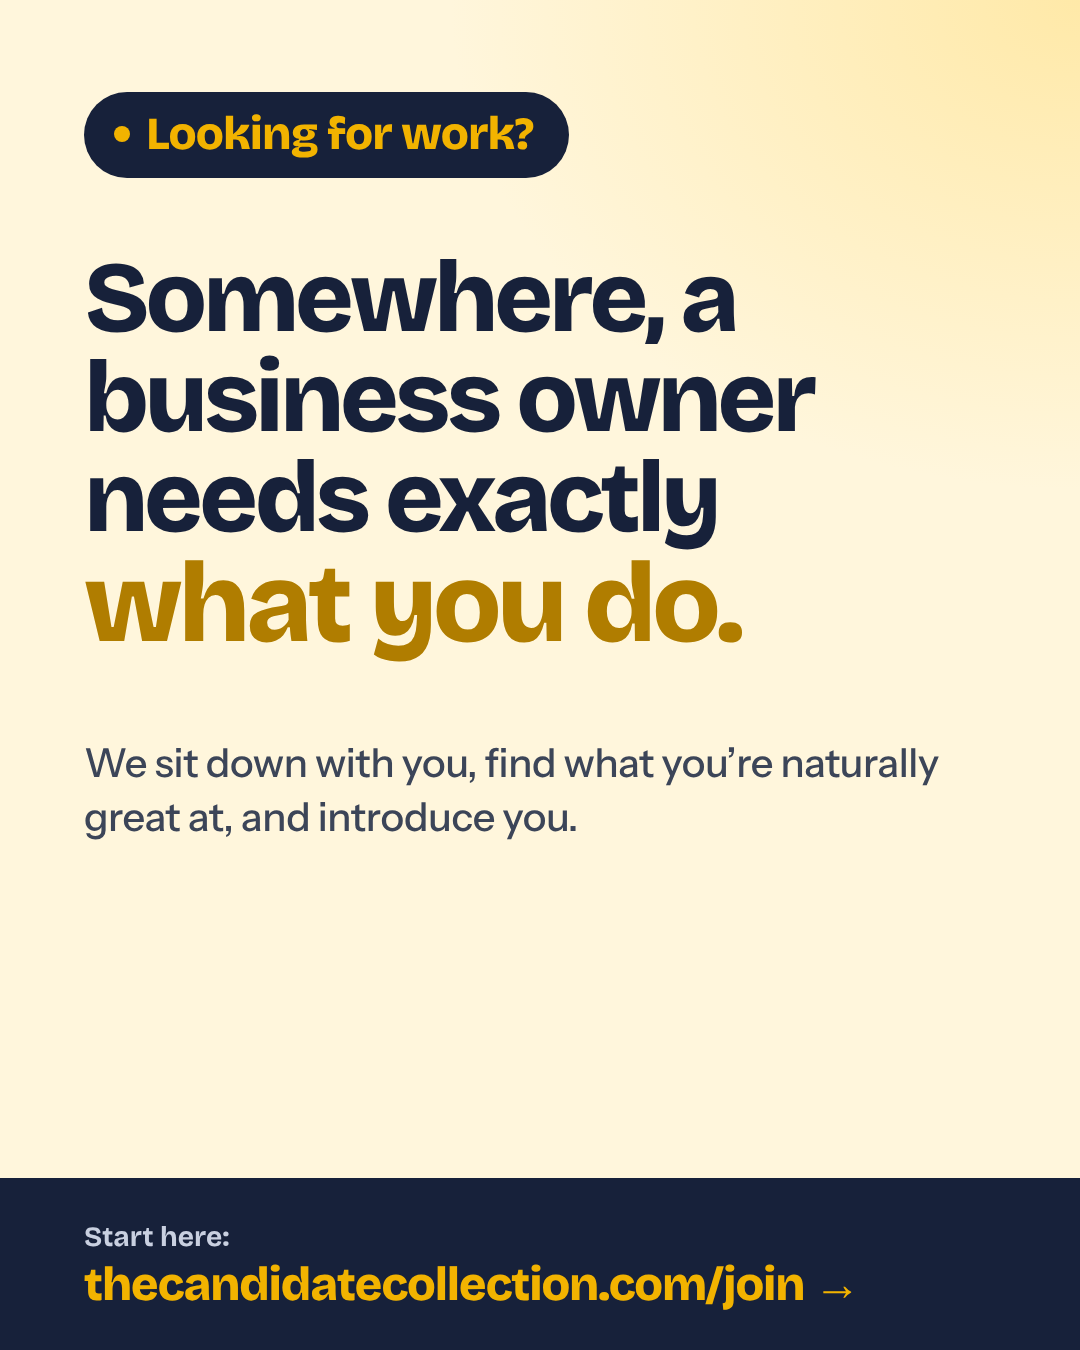 Looking for work?
Somewhere, a
business owner
needs exactly
what you do.
We sit down with you, find what you’re naturally
great at, and introduce you.
Start here:
thecandidatecollection.com/join →